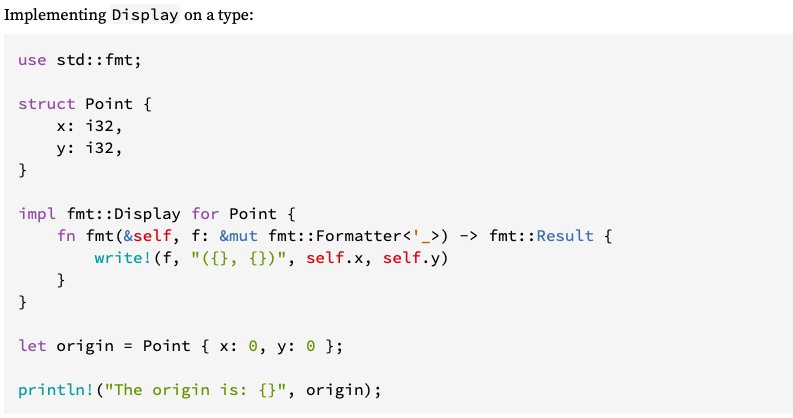 Implementing Display on a type:
use std::fmt;
struct Point {
    x: i32,
    y: i32,
}
impl fmt::Display for Point {
    fn fmt(&self, f: &mut fmt::Formatter<'_>) -> fmt::Result {
        write!(f, "({}, {})", self.x, self.y)
    }
}
let origin = Point { x: 0, y: 0 };
println!("The origin is: {}", origin);